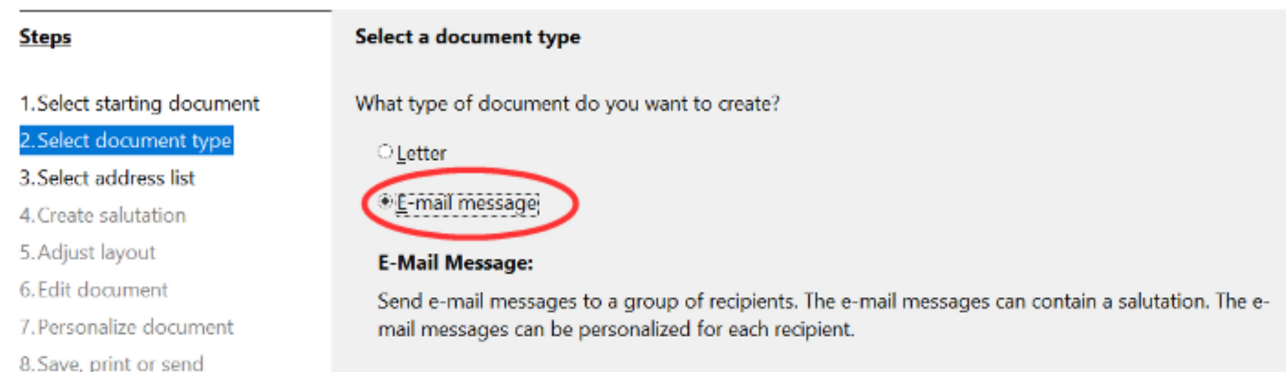 Steps
1.Select starting document
2.Select document type
3.Select address list
4.Create salutation
5.Adjust layout
6.Edit document
7.Personalize document
8.Save, print or send
Select a document type
What type of document do you want to create?
Letter
E-mail message
E-Mail Message:
Send e-mail messages to a group of recipients. The e-mail messages can contain a salutation. The e-
mail messages can be personalized for each recipient.